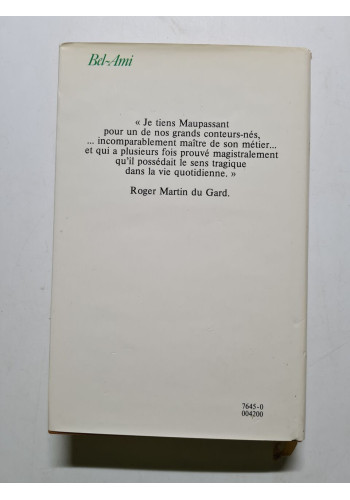 Bel-Ami
« Je tiens Maupassant
pour un de nos grands conteurs-nés,
... incomparablement maître de son métier...
et qui a plusieurs fois prouvé magistralement
qu'il possédait le sens tragique
dans la vie quotidienne. »
Roger Martin du Gard.
7645-0
004200